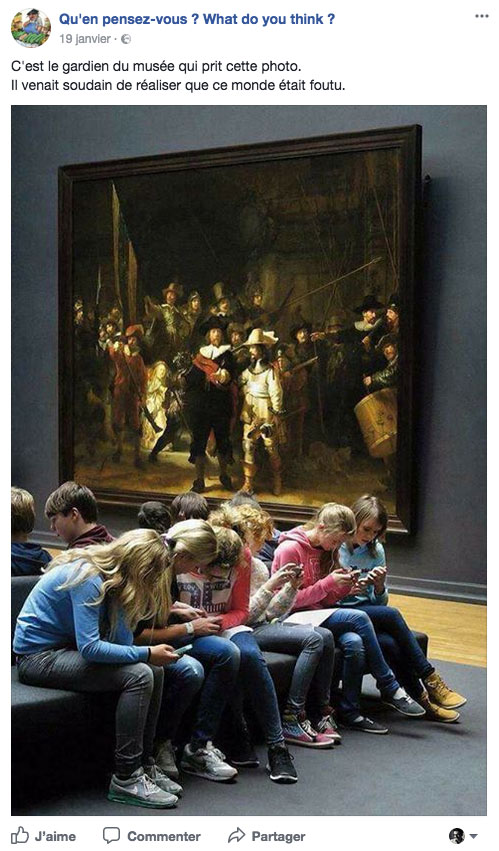 Qu'en pensez-vous ? What do you think ?
19 janvier ·
C'est le gardien du musée qui prit cette photo.
Il venait soudain de réaliser que ce monde était foutu.
J'aime Commenter Partager